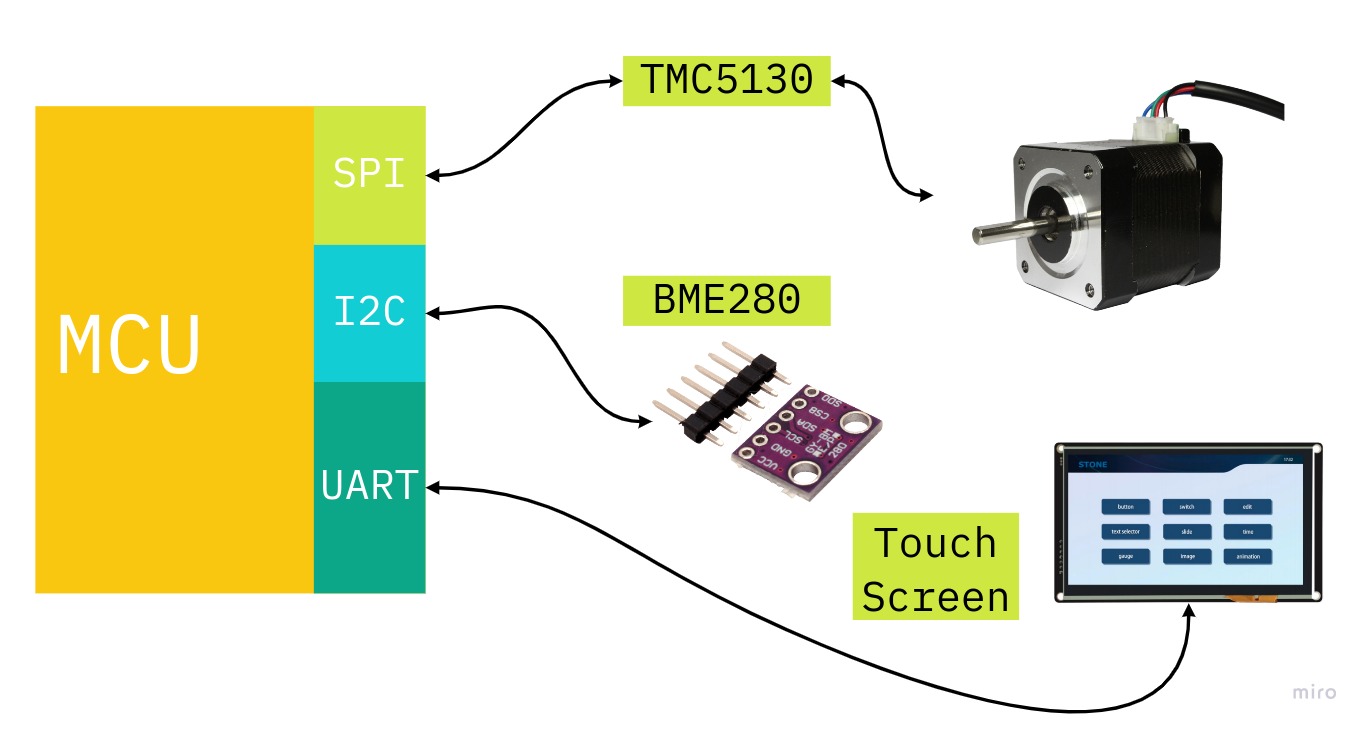 TMC5130
SPI
I2C
MCU
UART
BME280
SDO
CSB
SDA
SCL
GND
VCC
280
Touch
Screen
STONE
button
switch
edit
text selector
slide
time
gauge
image
animation
miro